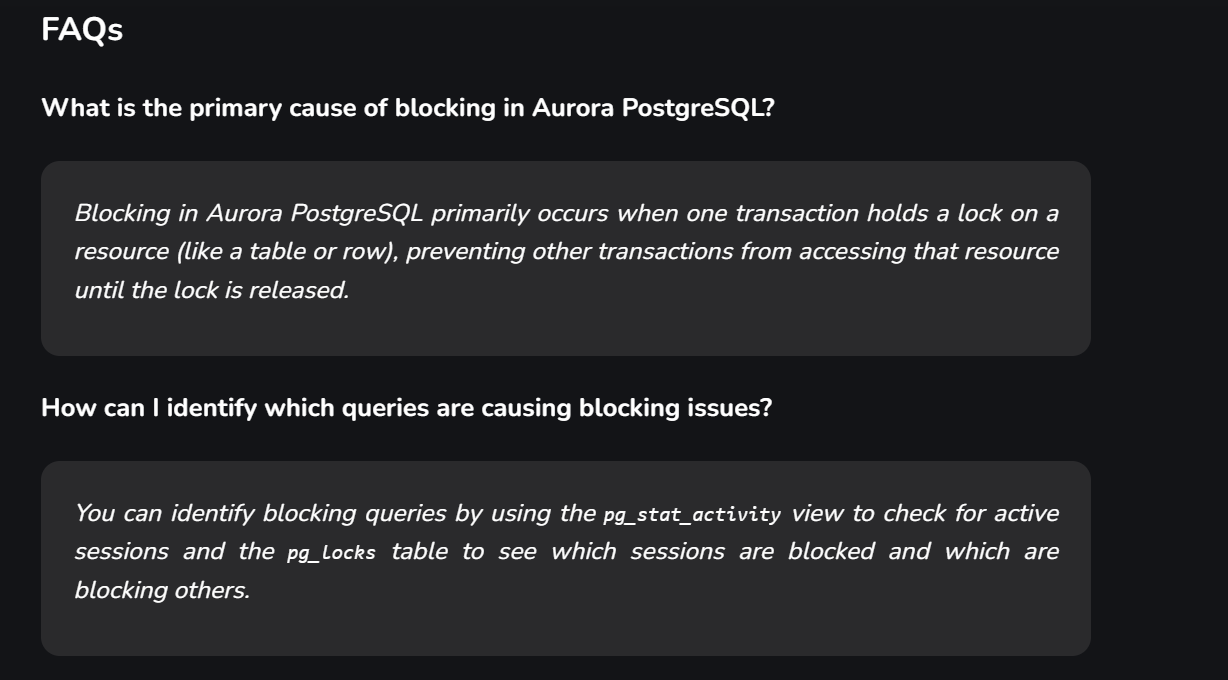 FAQs
What is the primary cause of blocking in Aurora PostgreSQL?
Blocking in Aurora PostgreSQL primarily occurs when one transaction holds a lock on a
resource (like a table or row), preventing other transactions from accessing that resource
until the lock is released.
How can I identify which queries are causing blocking issues?
You can identify blocking queries by using the pg_stat_activity view to check for active
sessions and the pg_locks table to see which sessions are blocked and which are
blocking others.